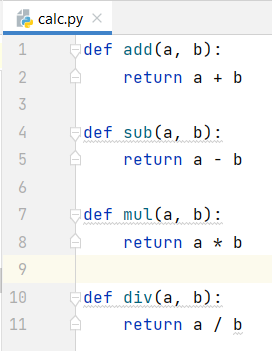 calc.py
1 def add(a, b):
2     return a + b
3
4 def sub(a, b):
5     return a - b
6
7 def mul(a, b):
8     return a * b
9
10 def div(a, b):
11     return a / b